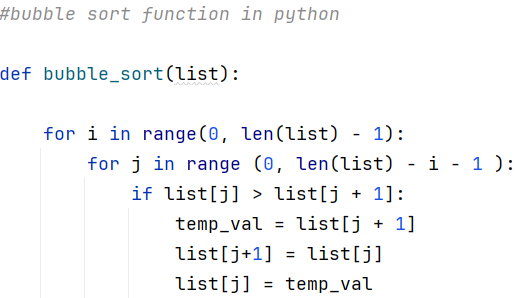 #bubble sort function in python
def bubble_sort(list):
    for i in range(0, len(list) - 1):
        for j in range (0, len(list) - i - 1 ):
            if list[j] > list[j + 1]:
                temp_val = list[j + 1]
                list[j+1] = list[j]
                list[j] = temp_val